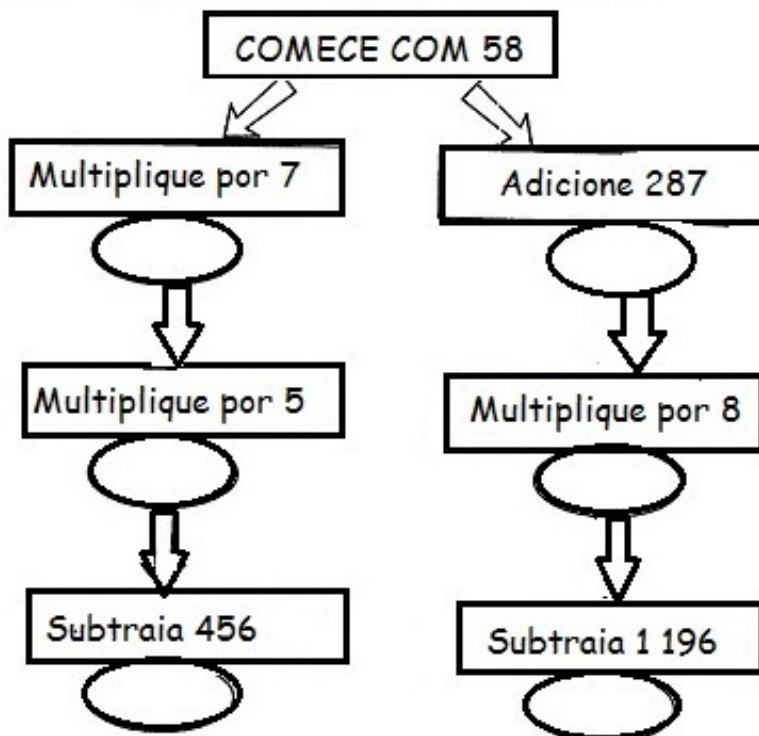 COMECE COM 58
Multiplique por 7
Adicione 287
Multiplique por 5
Multiplique por 8
Subtraia 456
Subtraia 1 196